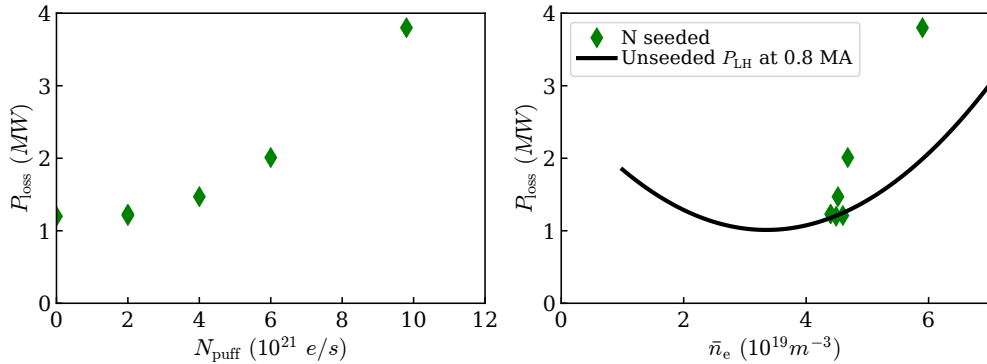 4
3
2
1
0
P_loss (MW)
0 2 4 6 8 10 12
N_puff (10^21 e/s)
4
3
2
1
0
P_loss (MW)
N seeded
Unseeded P_LH at 0.8 MA
2 4 6
n̄_e (10^19 m^−3)